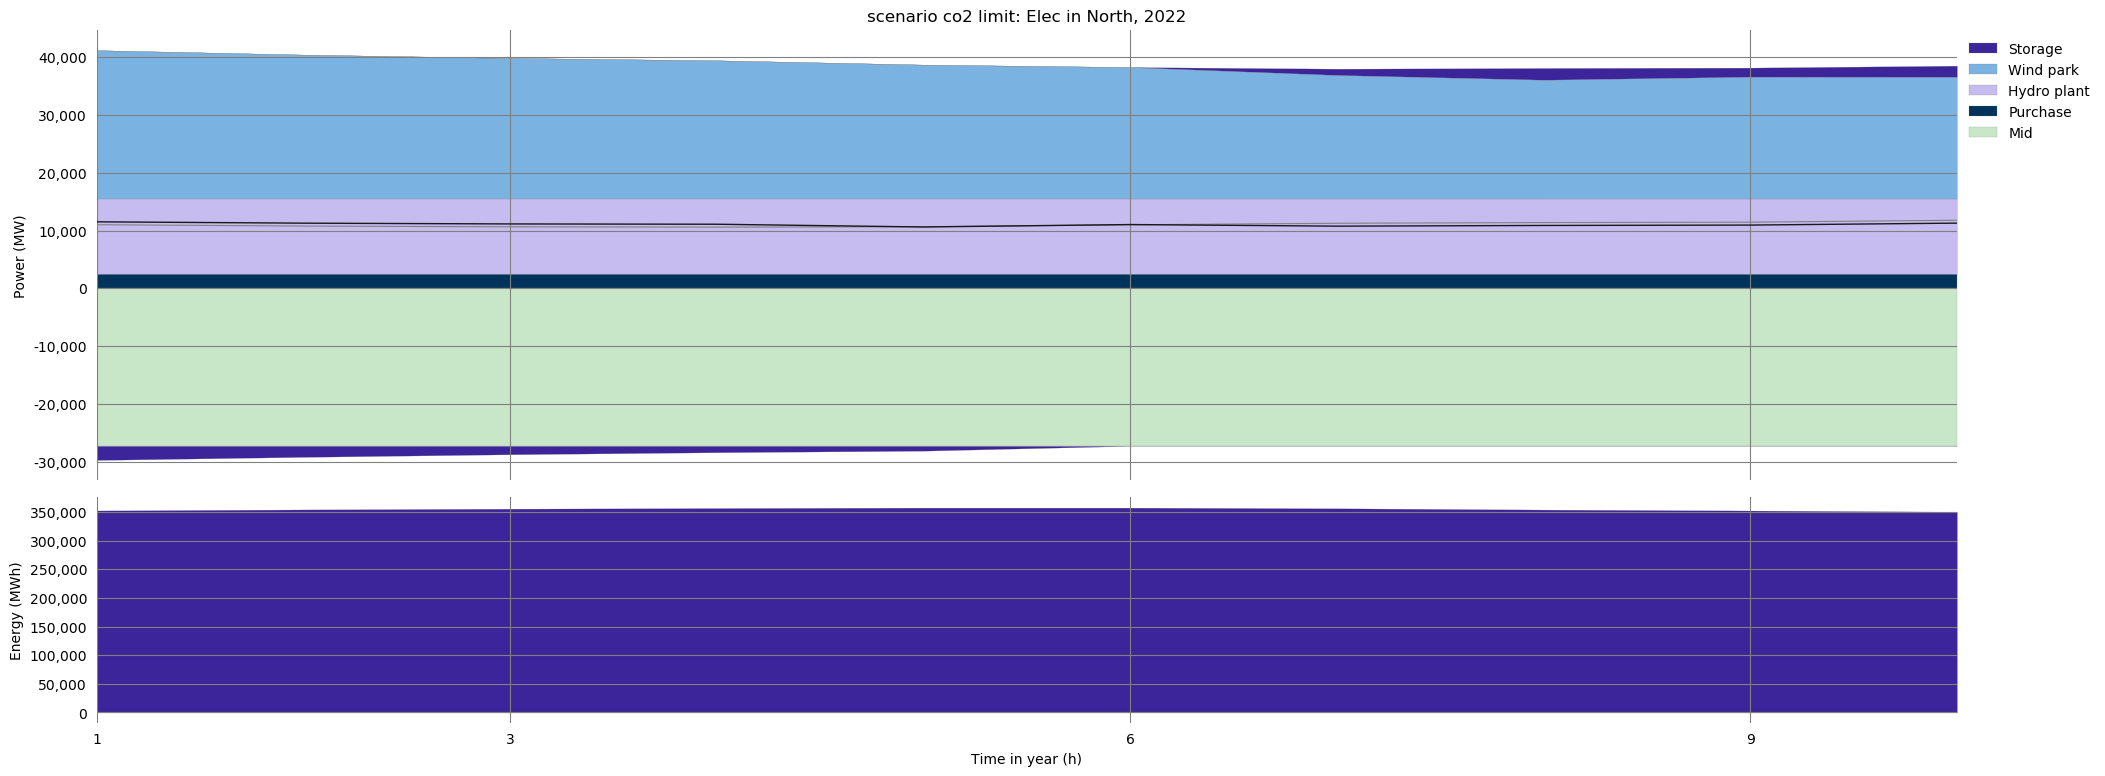 scenario co2 limit: Elec in North, 2022
40,000
30,000
20,000
10,000
0
-10,000
-20,000
-30,000
Power (MW)
Storage
Wind park
Hydro plant
Purchase
Mid
350,000
300,000
250,000
200,000
150,000
100,000
50,000
0
Energy (MWh)
1 3 6 9
Time in year (h)